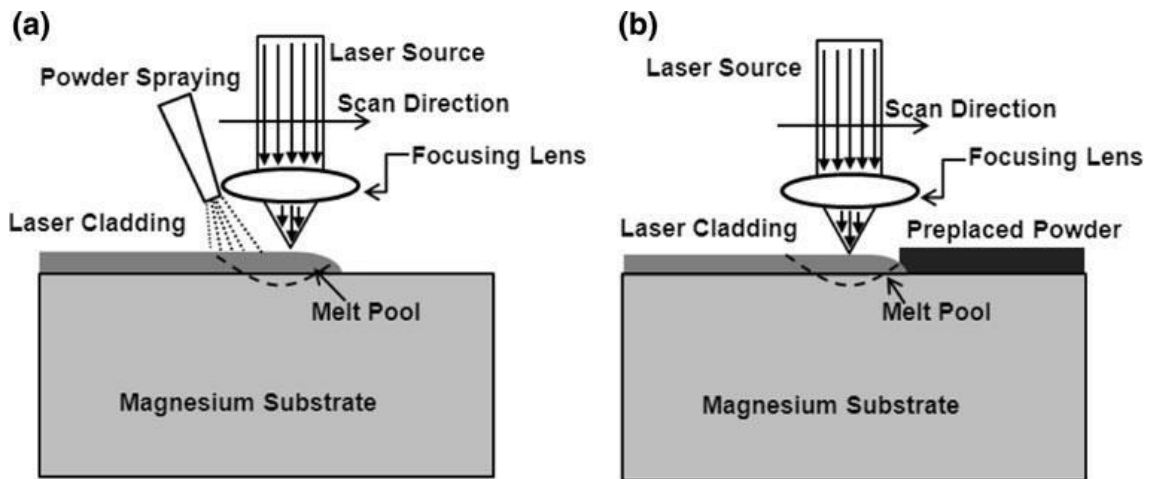 (a)
Laser Source
Powder Spraying
Scan Direction
Focusing Lens
Laser Cladding
Melt Pool
Magnesium Substrate
(b)
Laser Source
Scan Direction
Focusing Lens
Laser Cladding
Preplaced Powder
Melt Pool
Magnesium Substrate